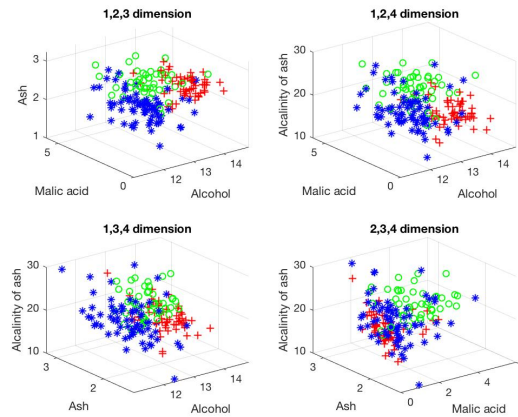 1,2,3 dimension
3
2
1
Ash
5
0
Malic acid
12
13
14
Alcohol
1,2,4 dimension
30
20
10
Alcalinity of ash
5
0
Malic acid
12
13
14
Alcohol
1,3,4 dimension
30
20
10
Alcalinity of ash
3
2
Ash
12
13
14
Alcohol
2,3,4 dimension
30
20
10
Alcalinity of ash
3
2
Ash
0
2
4
Malic acid